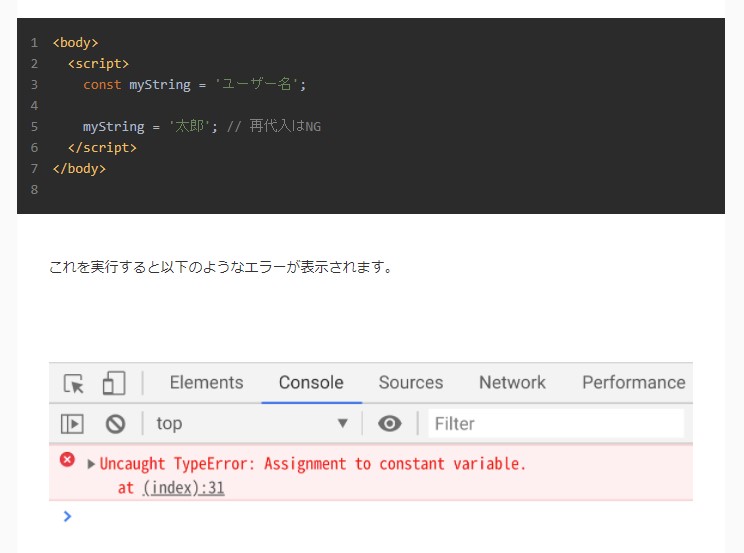 1 <body>
2 <script>
3 const myString = 'ユーザー名';
4
5 myString = '太郎'; // 再代入はNG
6 </script>
7 </body>
8
これを実行すると以下のようなエラーが表示されます。
Elements Console Sources Network Performance
top ▼ Filter
▶Uncaught TypeError: Assignment to constant variable.
at (index):31
>